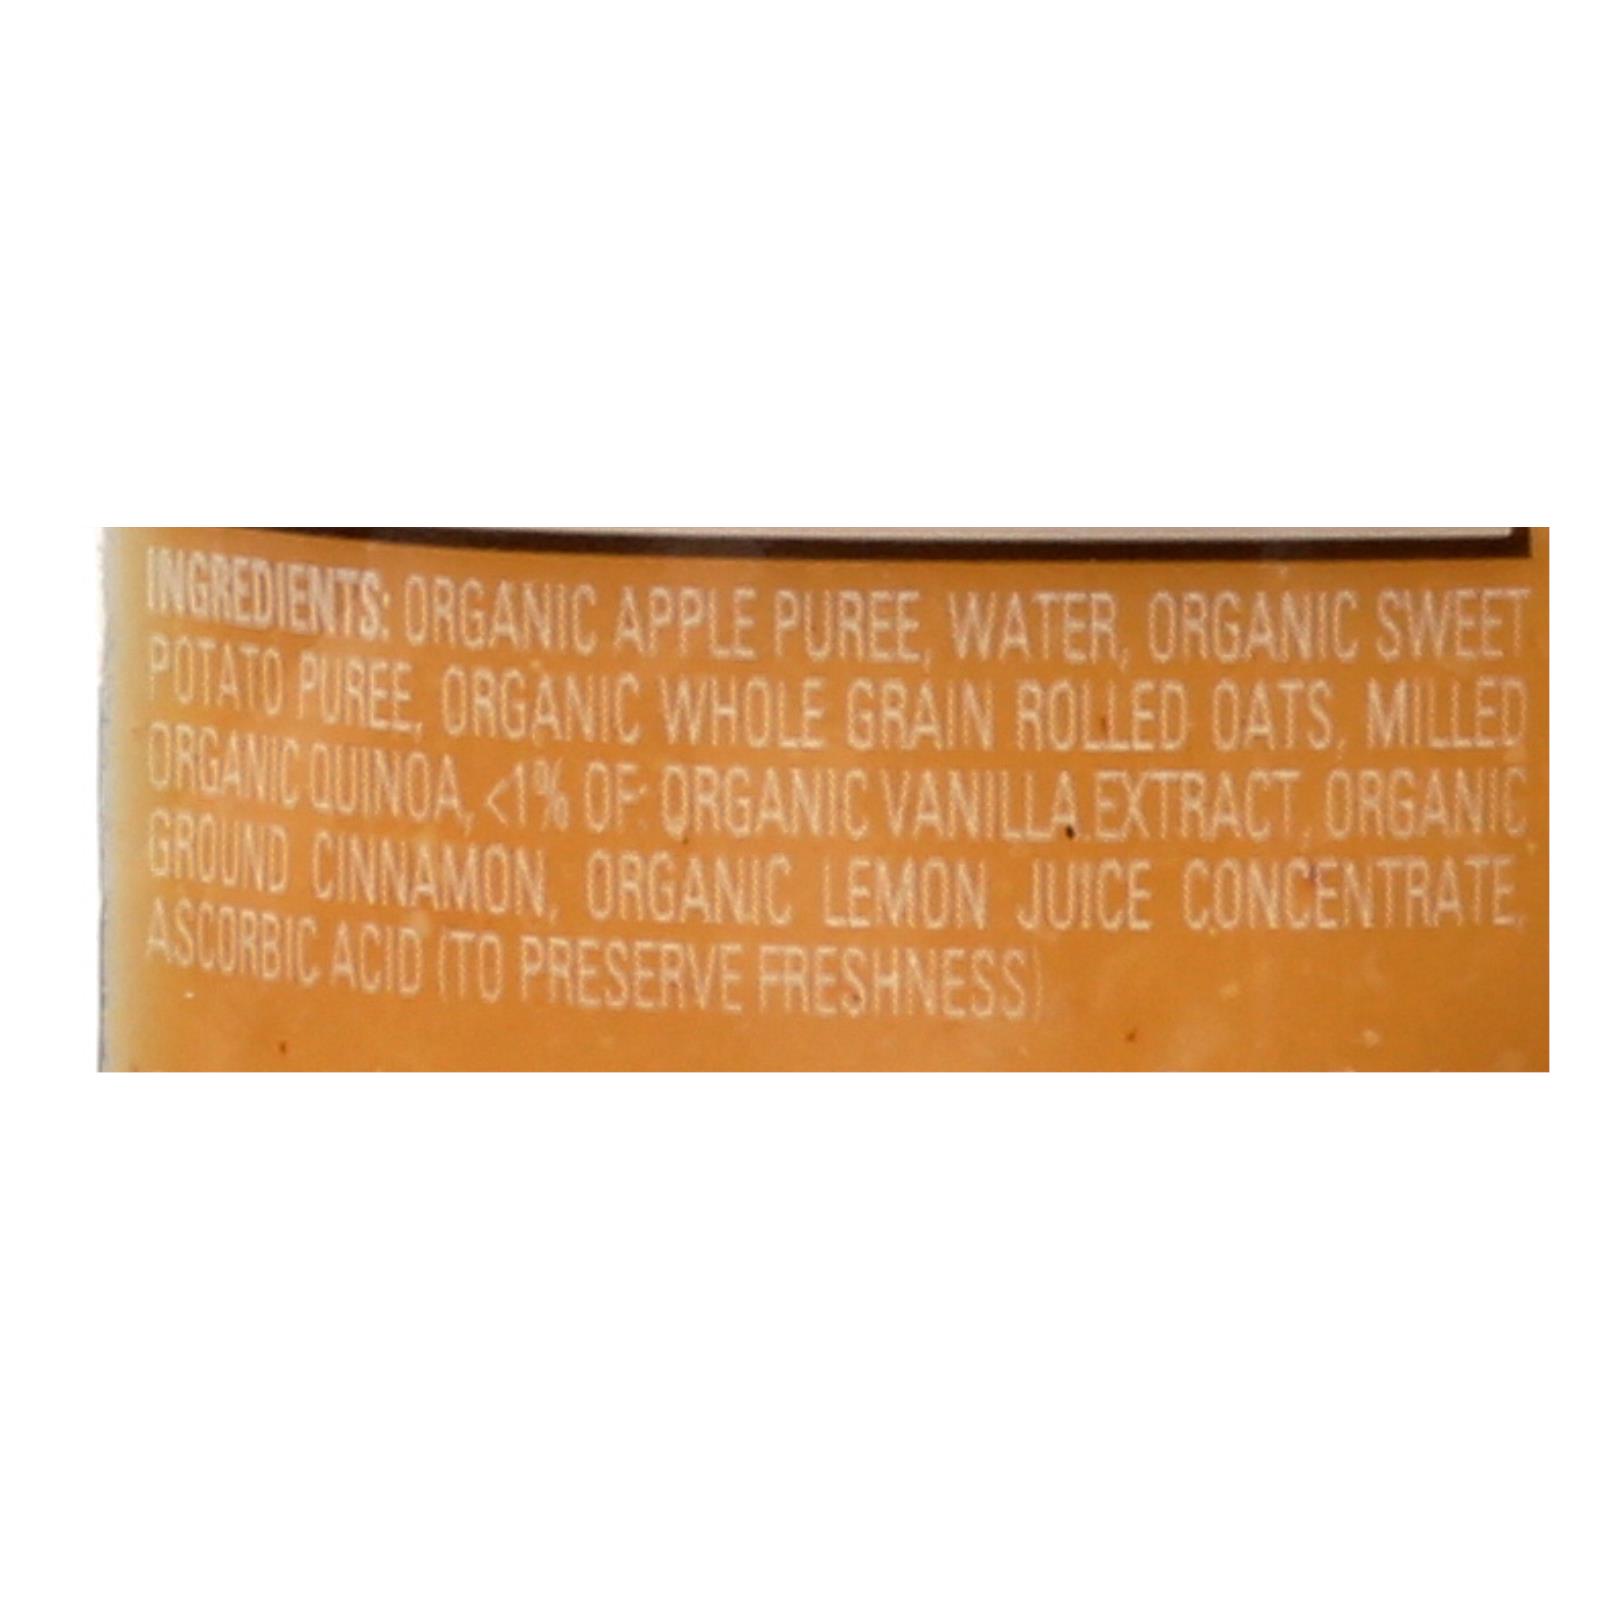 INGREDIENTS: ORGANIC APPLE PUREE, WATER, ORGANIC SWEET
POTATO PUREE, ORGANIC WHOLE GRAIN ROLLED OATS, MILLED
ORGANIC QUINOA, <1% OF: ORGANIC VANILLA EXTRACT, ORGANIC
GROUND CINNAMON, ORGANIC LEMON JUICE CONCENTRATE,
ASCORBIC ACID (TO PRESERVE FRESHNESS)